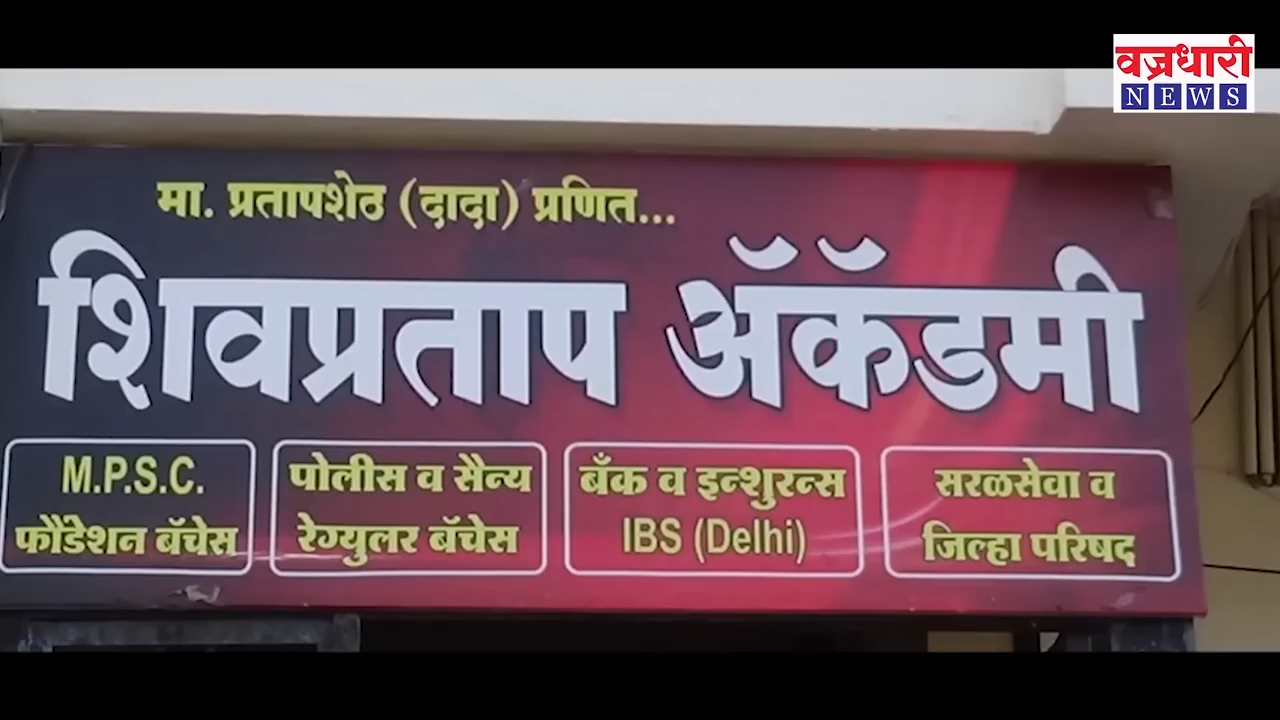 वज्रधारी
NEWS
मा. प्रतापशेठ (दादा) प्रणित...
शिवप्रताप ॲकॅडमी
M.P.S.C.
फौंडेशन बॅचेस
पोलीस व सैन्य
रेग्युलर बॅचेस
बँक व इन्शुरन्स
IBS (Delhi)
सरळसेवा व
जिल्हा परिषद